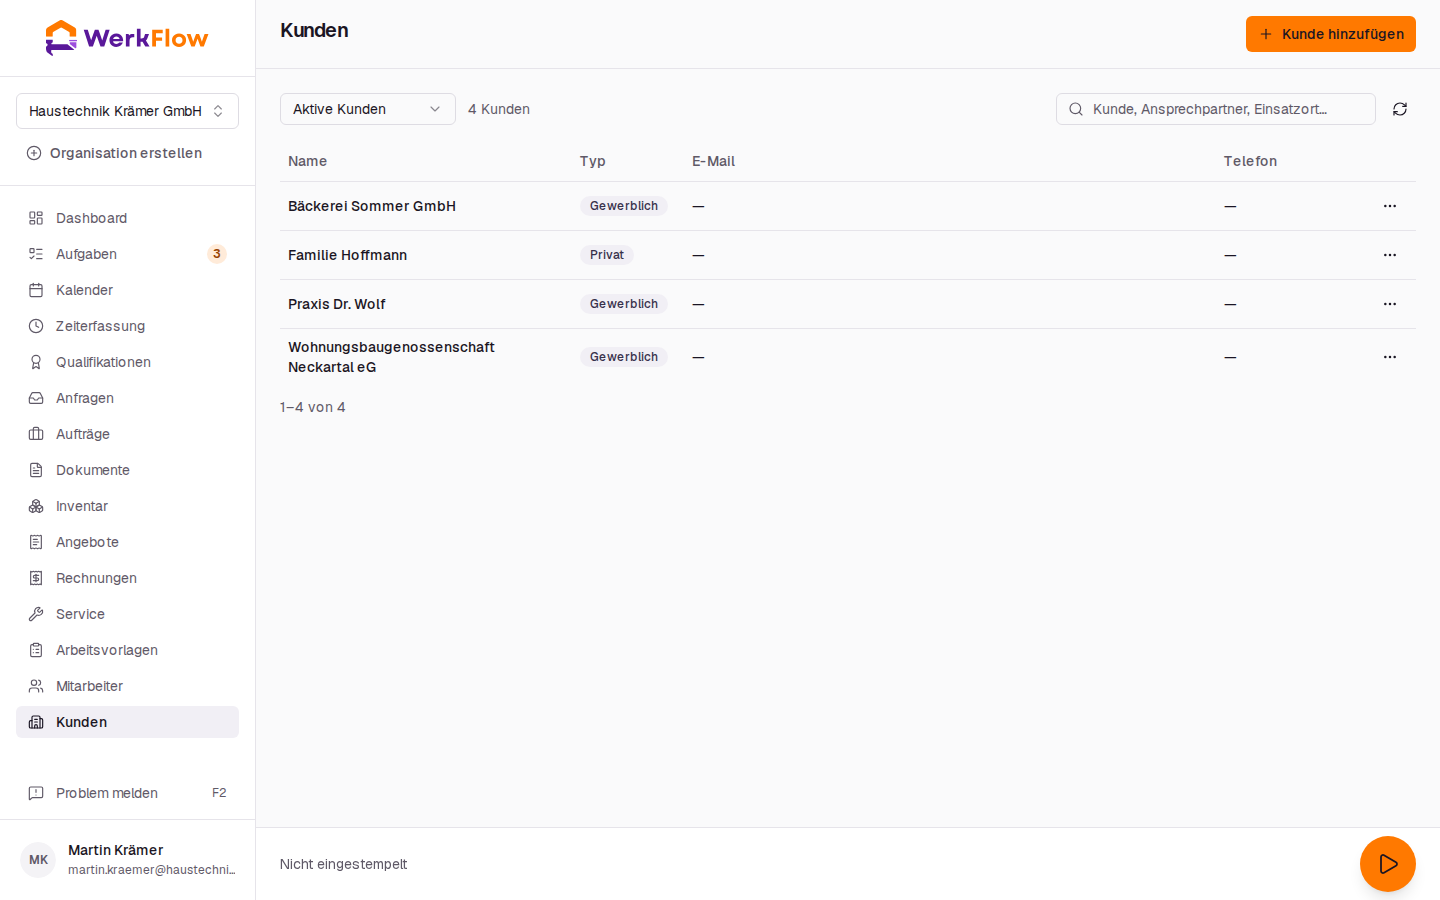 WerkFlow
Haustechnik Krämer GmbH
Organisation erstellen
Dashboard
Aufgaben 3
Kalender
Zeiterfassung
Qualifikationen
Anfragen
Aufträge
Dokumente
Inventar
Angebote
Rechnungen
Service
Arbeitsvorlagen
Mitarbeiter
Kunden
Problem melden F2
MK
Martin Krämer
martin.kraemer@haustechni...
Kunden
Kunde hinzufügen
Aktive Kunden
4 Kunden
Kunde, Ansprechpartner, Einsatzort...
Name Typ E-Mail Telefon
Bäckerei Sommer GmbH Gewerblich — —
Familie Hoffmann Privat — —
Praxis Dr. Wolf Gewerblich — —
Wohnungsbaugenossenschaft
Neckartal eG Gewerblich — —
1–4 von 4
Nicht eingestempelt